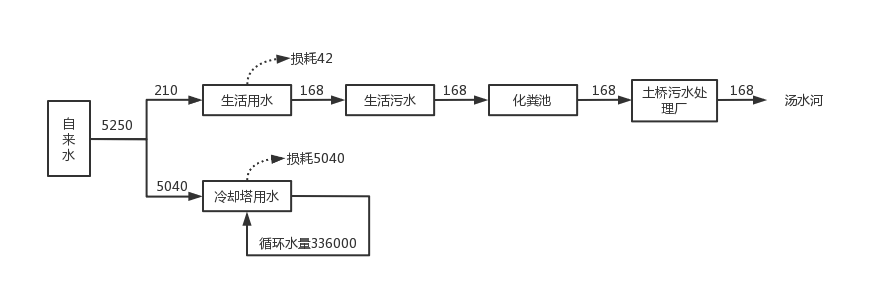 损耗42
210
生活用水
168
生活污水
168
化粪池
168
土桥污水处
理厂
168
汤水河
自
来
水
5250
损耗5040
5040
冷却塔用水
循环水量336000